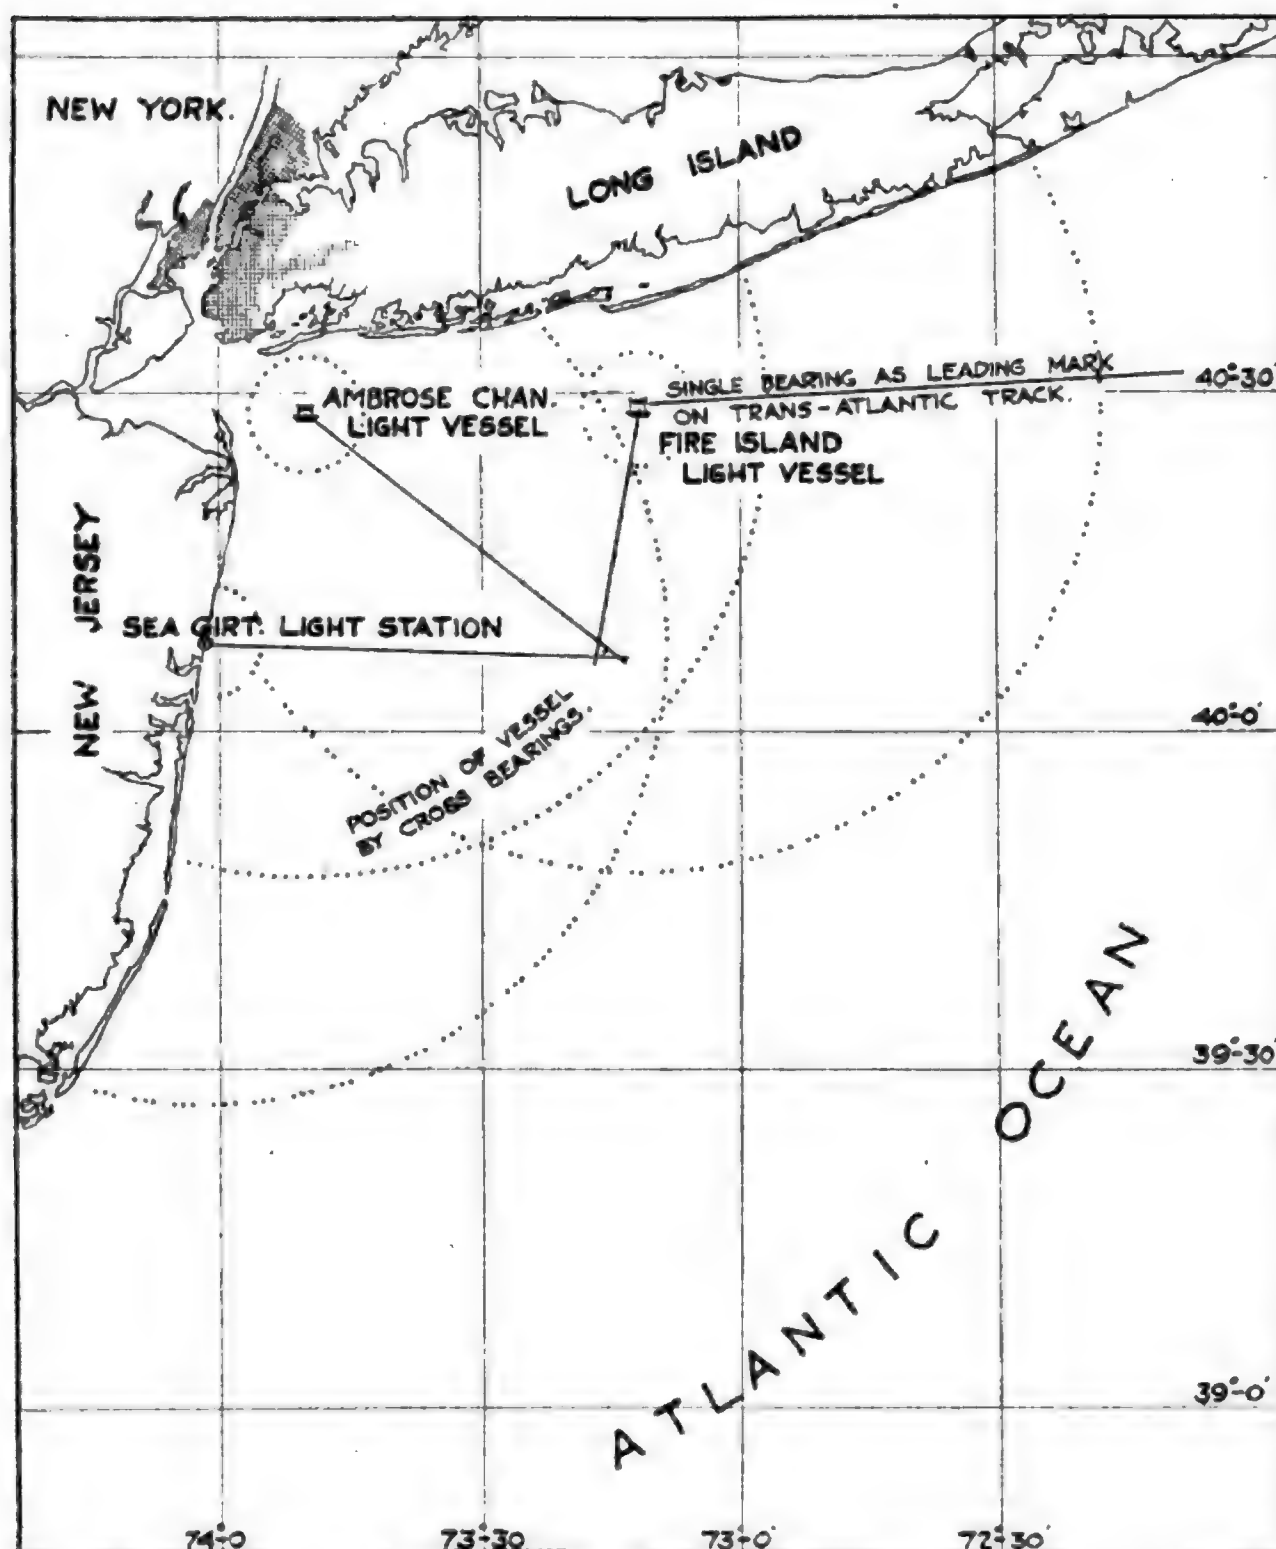 NEW YORK.
LONG ISLAND
SINGLE BEARING AS LEADING MARK
ON TRANS-ATLANTIC TRACK.
40°-30'
AMBROSE CHAN.
LIGHT VESSEL
FIRE ISLAND
LIGHT VESSEL
NEW JERSEY
SEA GIRT. LIGHT STATION
POSITION OF VESSEL
BY CROSS BEARINGS.
40°-0'
39°-30'
ATLANTIC OCEAN
39°-0'
74°-0'
73°-30'
73°-0'
72°-30'